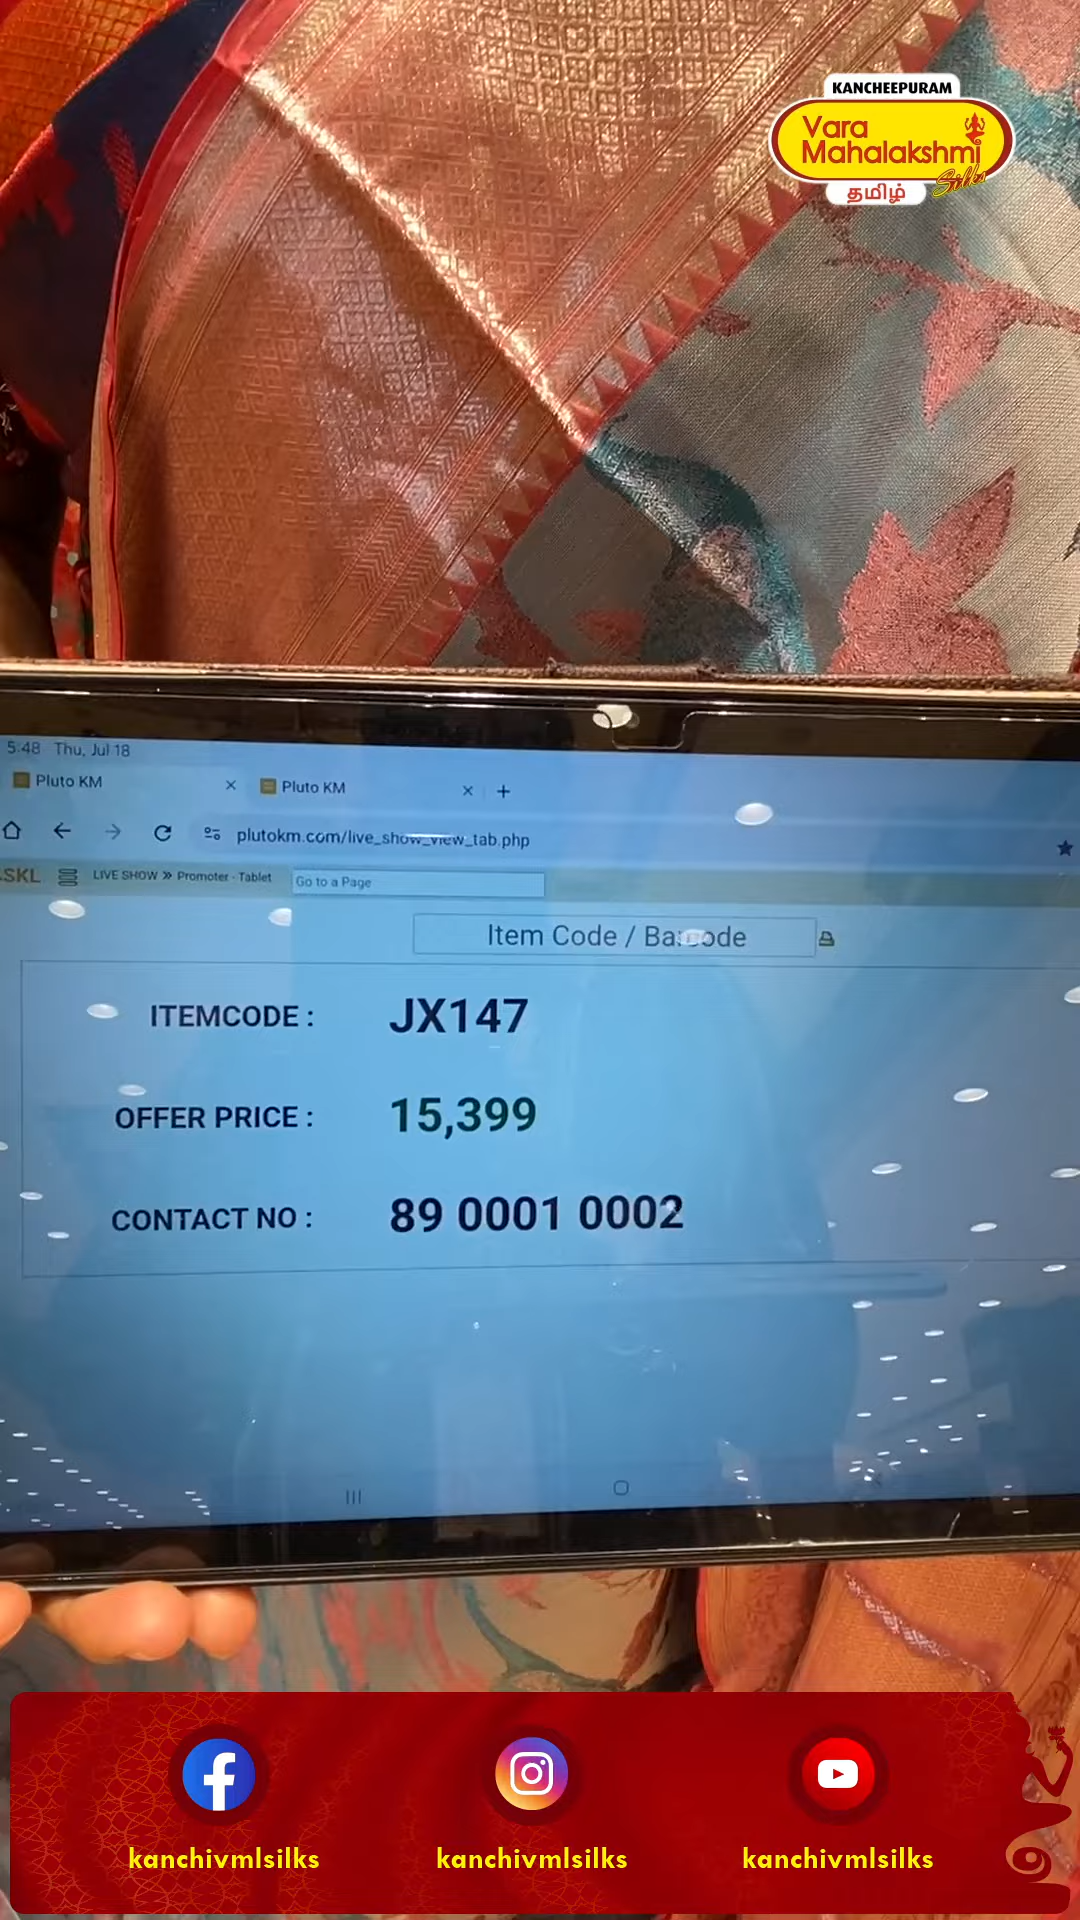 KANCHEEPURAM
Vara
Mahalakshmi
Silks
தமிழ்
5:48 Thu, Jul 18
Pluto KM
Pluto KM
plutokm.com/live_show_view_tab.php
SKL LIVE SHOW » Promoter - Tablet Go to a Page
Item Code / Barcode
ITEMCODE : JX147
OFFER PRICE : 15,399
CONTACT NO : 89 0001 0002
kanchivmlsilks kanchivmlsilks kanchivmlsilks